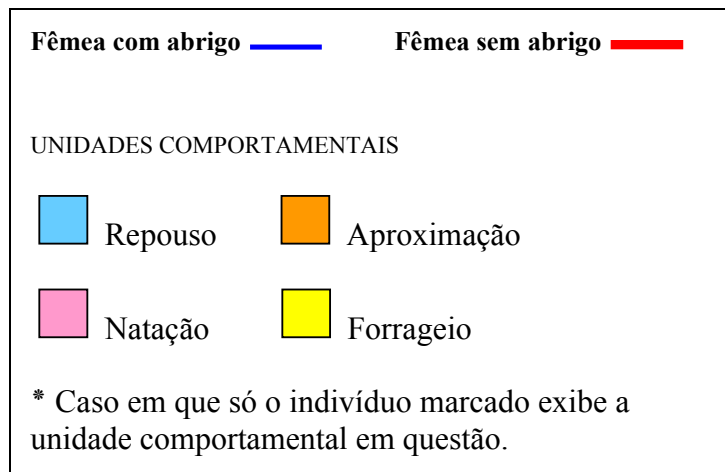 Fêmea com abrigo Fêmea sem abrigo
UNIDADES COMPORTAMENTAIS
Repouso Aproximação
Natação Forrageio
* Caso em que só o indivíduo marcado exibe a
unidade comportamental em questão.